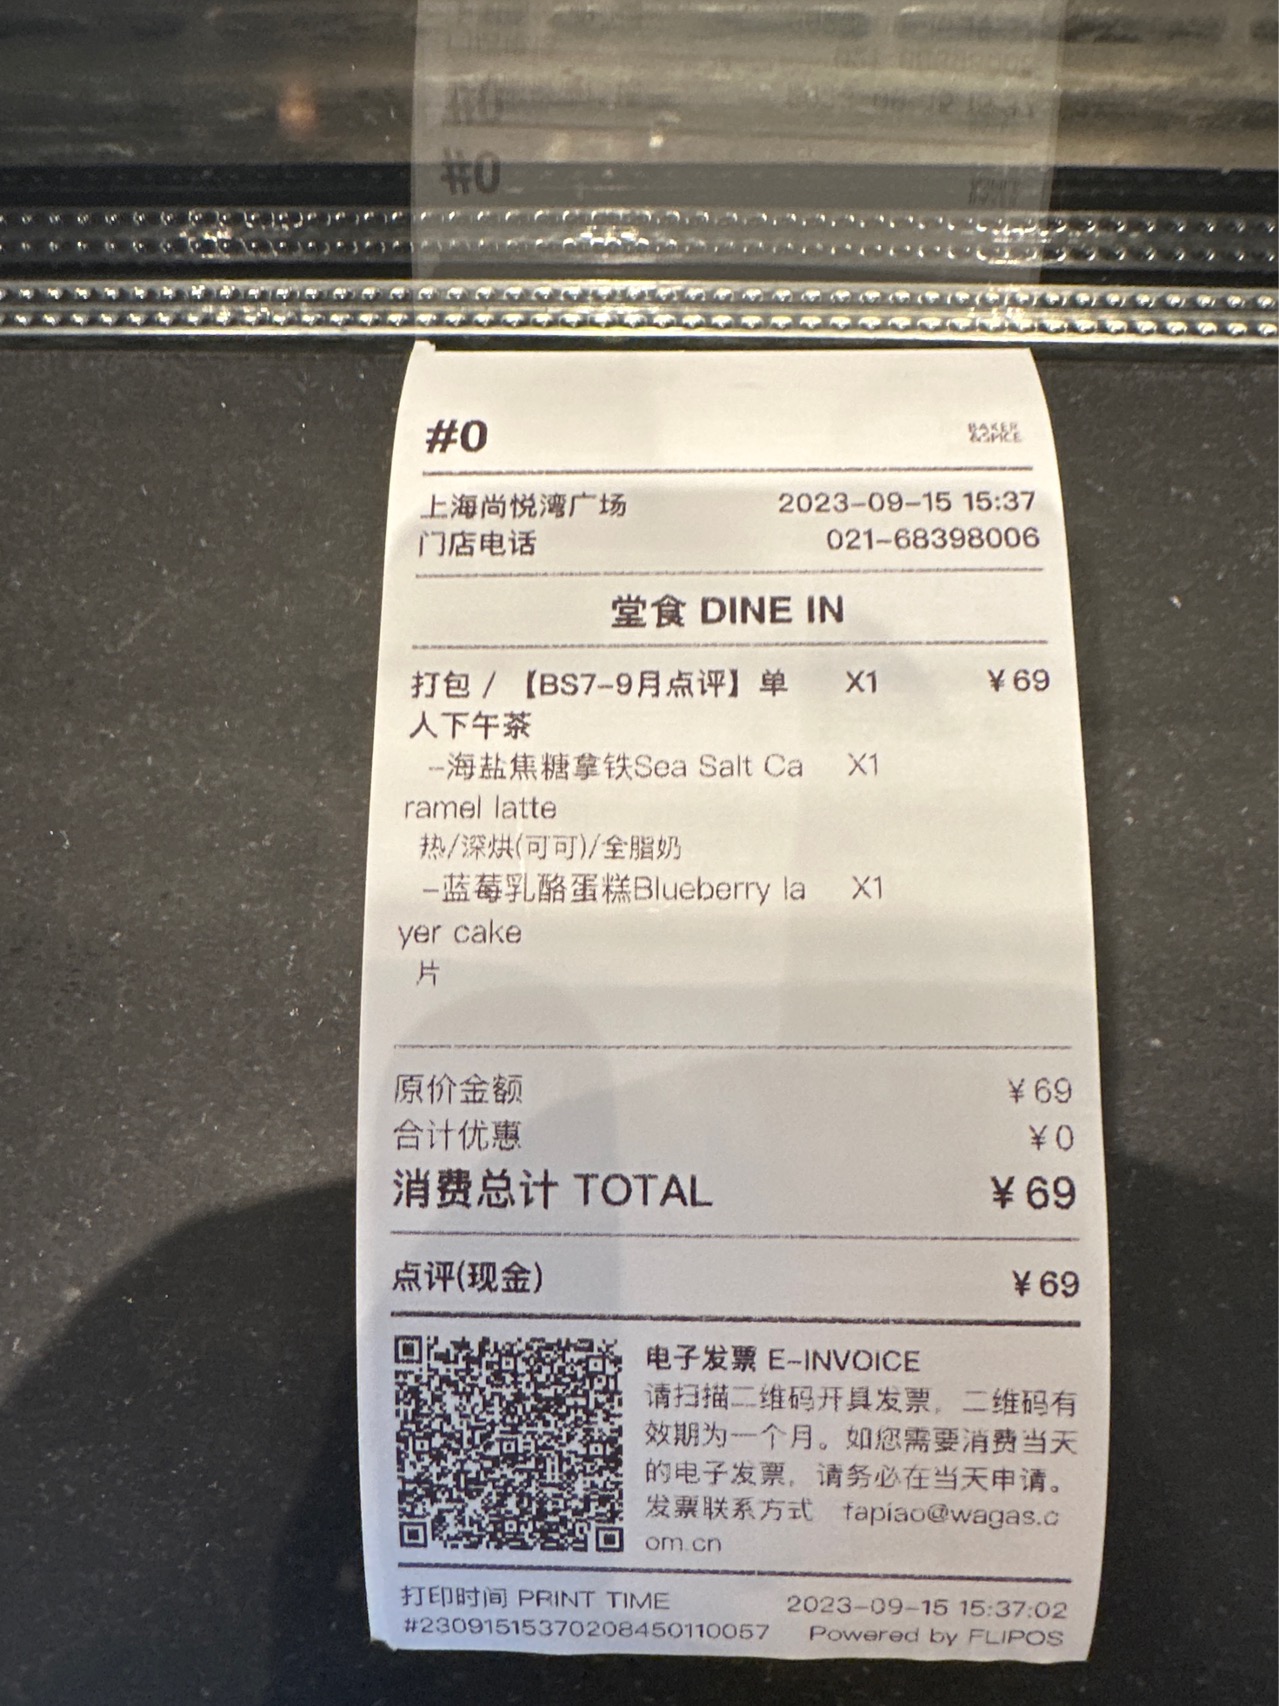 #0
#0
BAKER
&SPICE
上海尚悦湾广场 2023-09-15 15:37
门店电话 021-68398006
堂食 DINE IN
打包 / 【BS7-9月点评】单 X1 ¥69
人下午茶
-海盐焦糖拿铁Sea Salt Ca X1
ramel latte
热/深烘(可可)/全脂奶
-蓝莓乳酪蛋糕Blueberry la X1
yer cake
片
原价金额 ¥69
合计优惠 ¥0
消费总计 TOTAL ¥69
点评(现金) ¥69
电子发票 E-INVOICE
请扫描二维码开具发票，二维码有
效期为一个月。如您需要消费当天
的电子发票，请务必在当天申请。
发票联系方式 fapiao@wagas.c
om.cn
打印时间 PRINT TIME 2023-09-15 15:37:02
#23091515370208450110057 Powered by FLIPOS